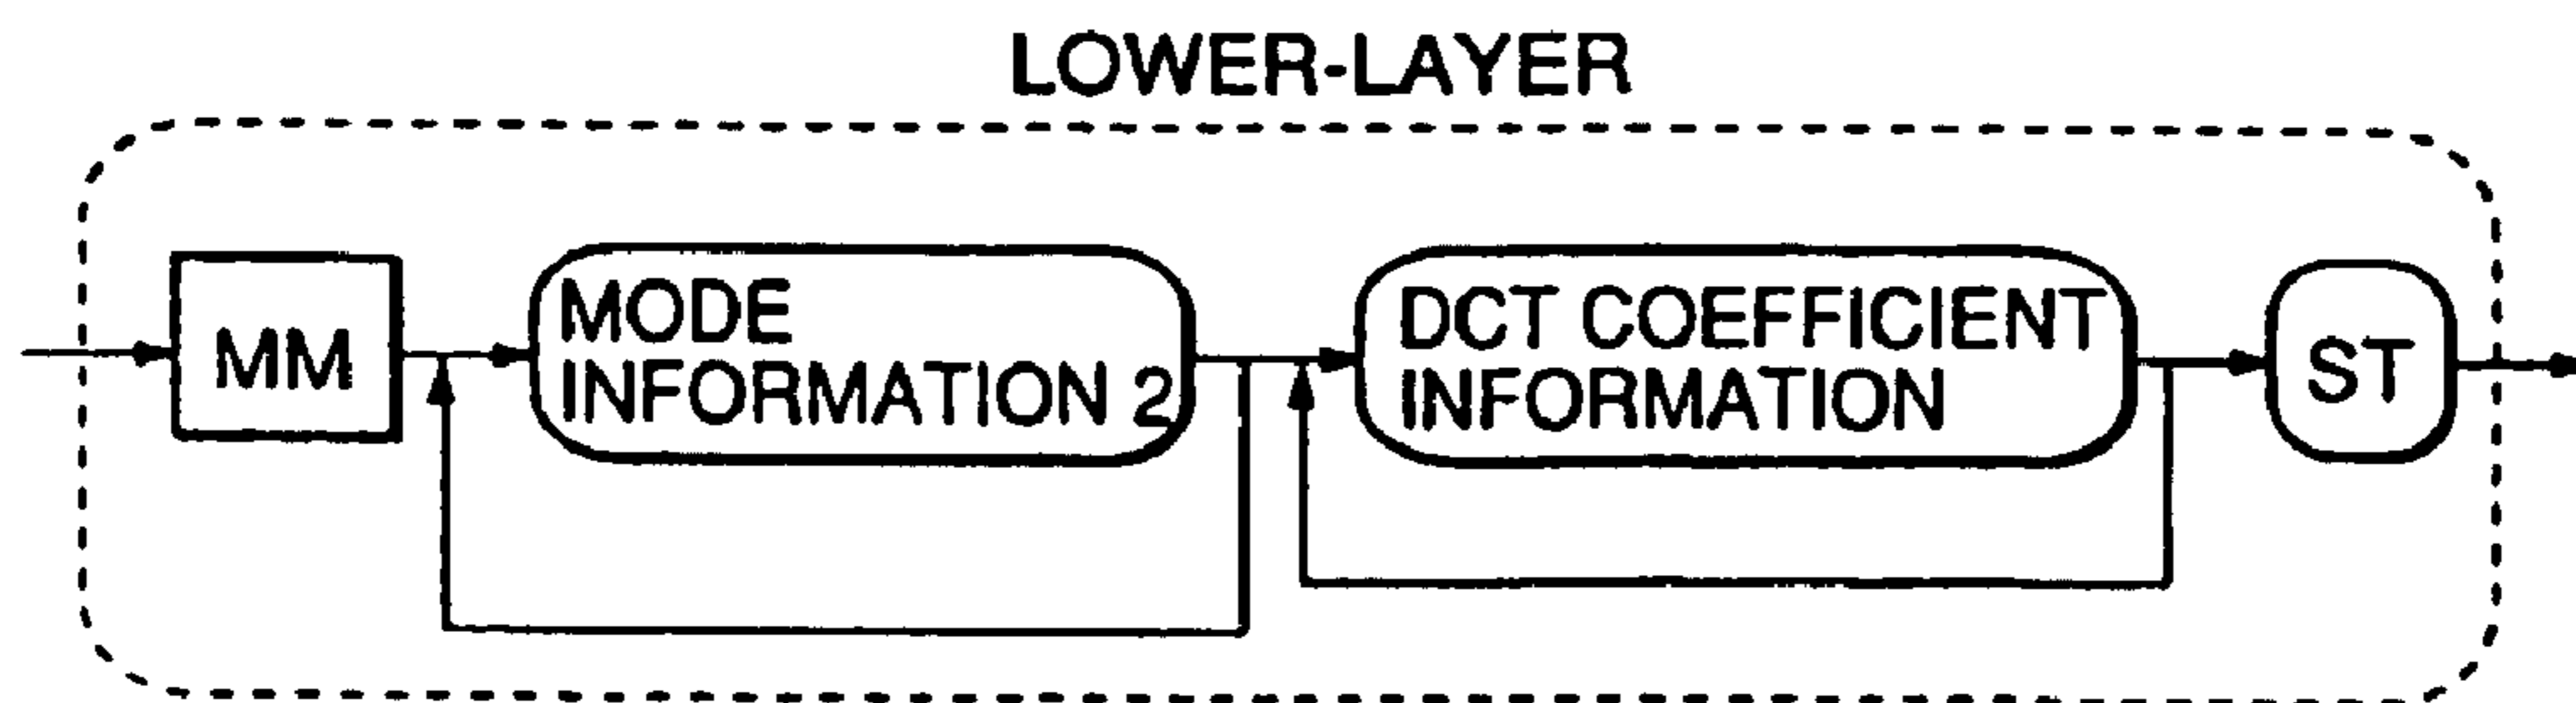 LOWER-LAYER
MM
MODE
INFORMATION 2
DCT COEFFICIENT
INFORMATION
ST